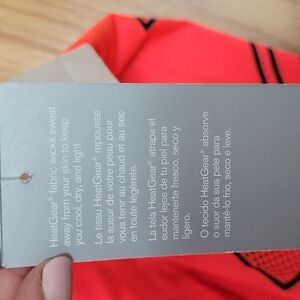 HeatGear® fabric wicks sweat
away from your skin to keep
you cool, dry, and light.
Le tissu HeatGear® repousse
la sueur de votre peau pour
vous tenir au chaud et au sec
en toute légèreté.
La tela HeatGear® atrapa el
sudor lejos de tu piel para
mantenerte fresco, seco y
ligero.
O tecido HeatGear® absorve
o suor da sua pele para
mantê-lo frio, seco e leve.